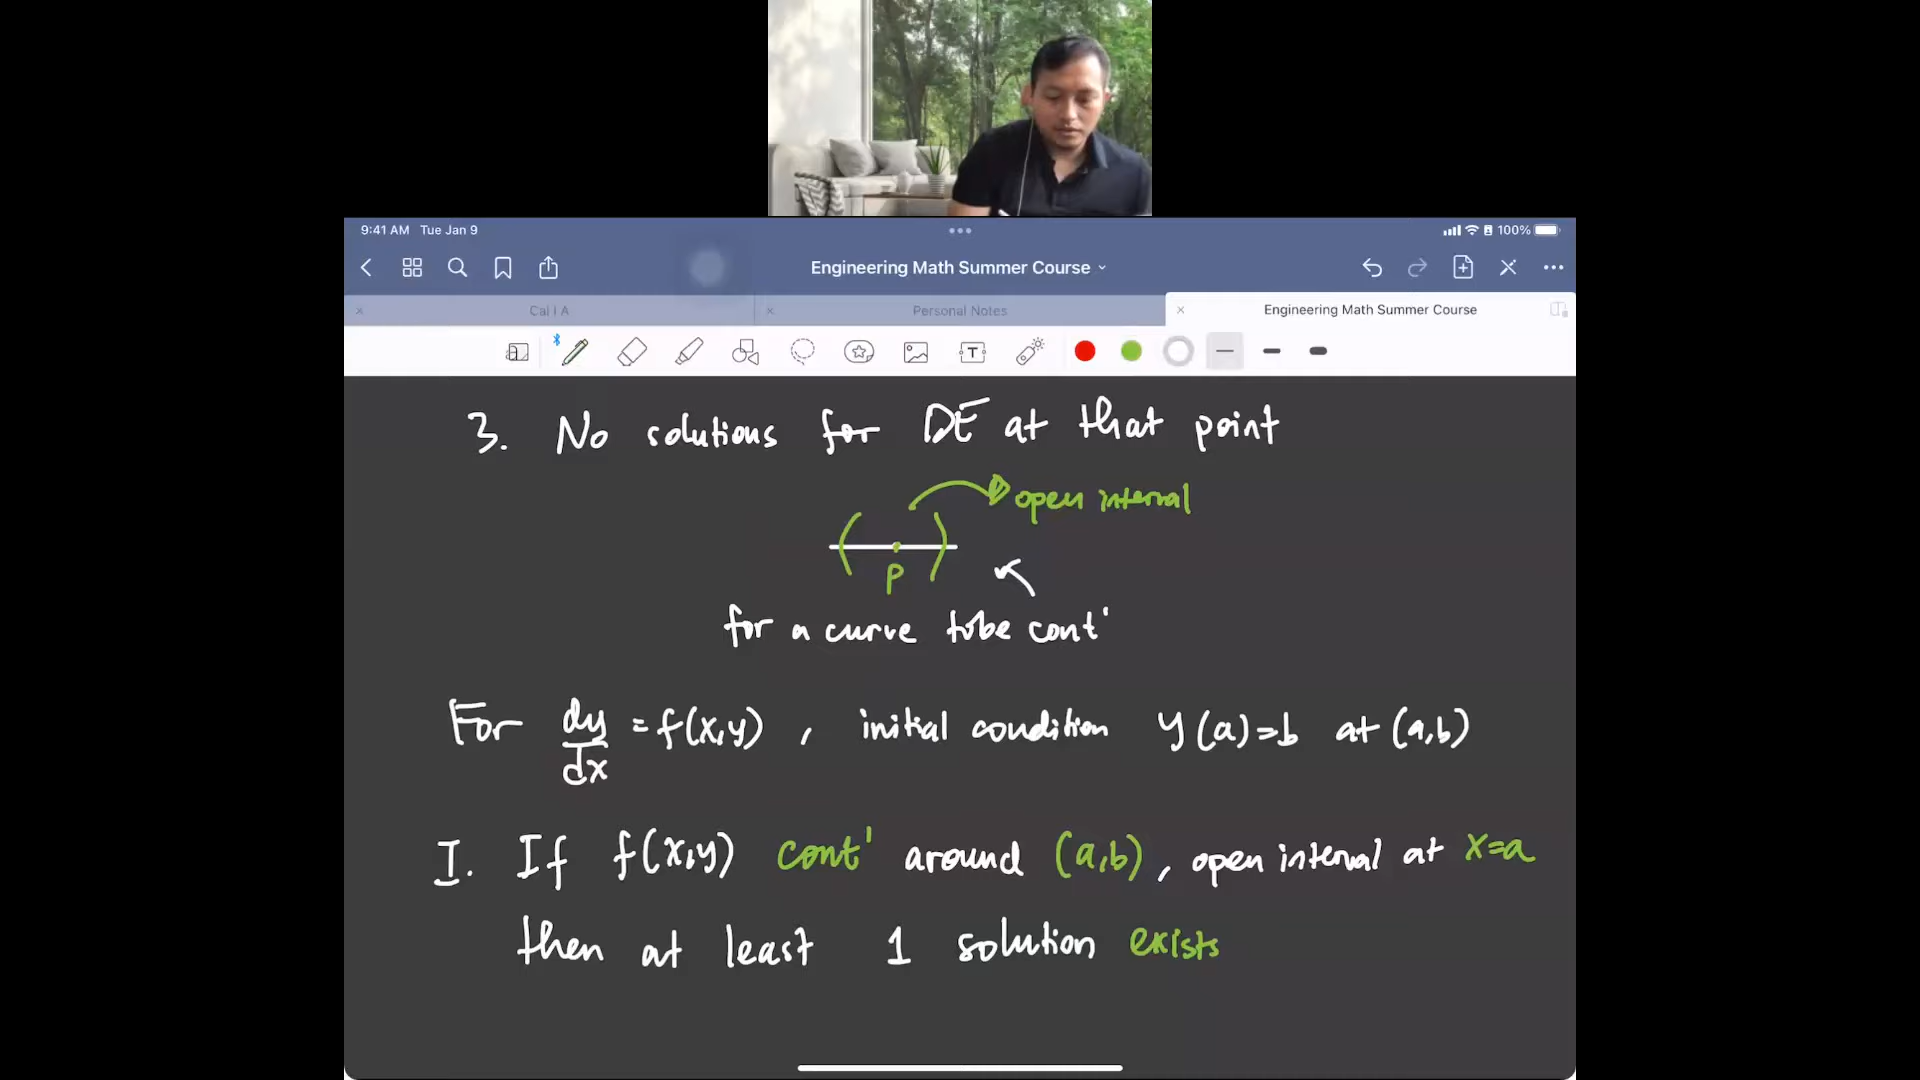 9:41 AM Tue Jan 9
100%
Engineering Math Summer Course
Cal I A
Personal Notes
Engineering Math Summer Course
a
T
3. No solutions for DE at that point
open interval
P
for a curve to be cont'
For dy/dx = f(x,y) , initial condition y(a)=b at (a,b)
I. If f(x,y) cont' around (a,b), open interval at x=a
then at least 1 solution exists